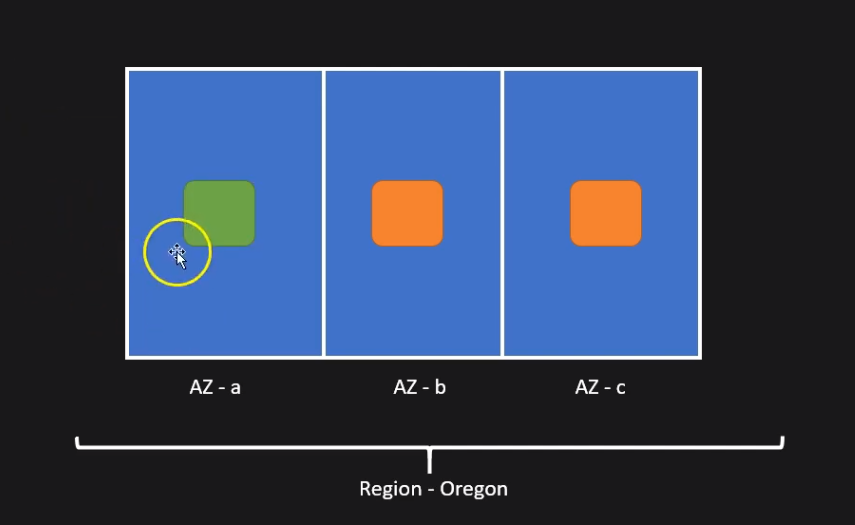 AZ - a
AZ - b
AZ - c
Region - Oregon